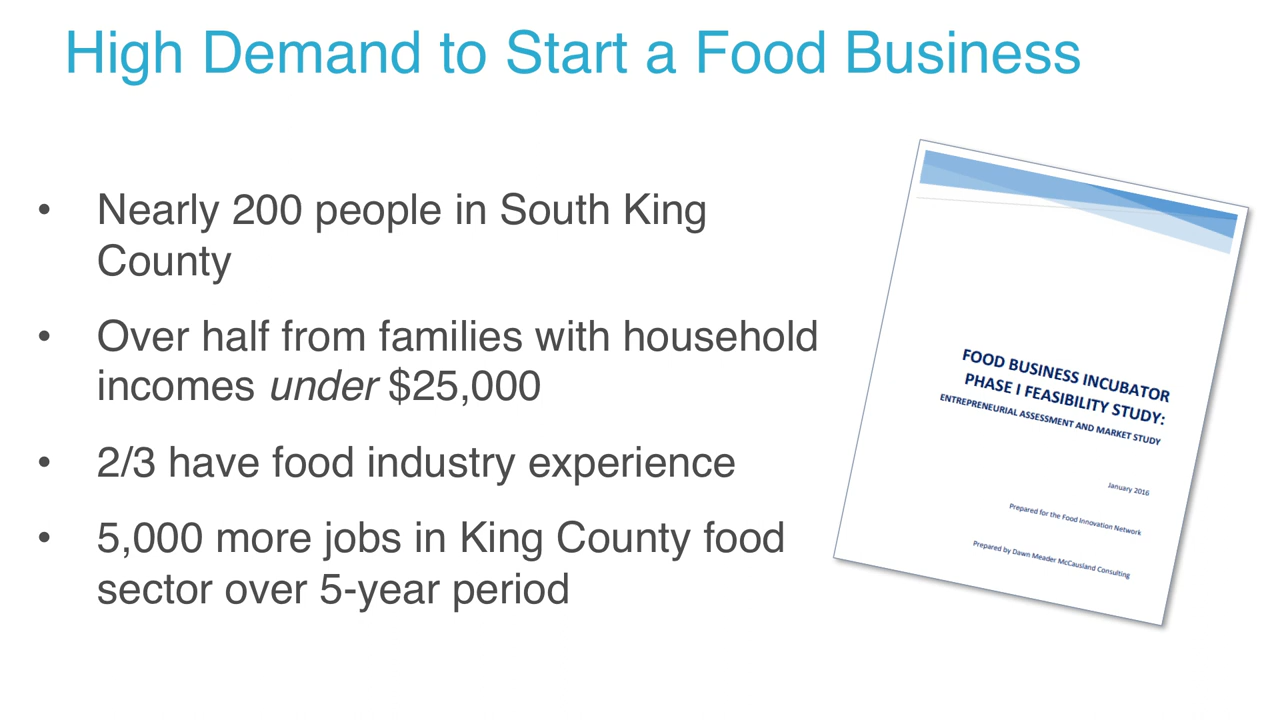 High Demand to Start a Food Business
• Nearly 200 people in South King
County
• Over half from families with household
incomes under $25,000
• 2/3 have food industry experience
• 5,000 more jobs in King County food
sector over 5-year period
FOOD BUSINESS INCUBATOR
PHASE I FEASIBILITY STUDY:
ENTREPRENEURIAL ASSESSMENT AND MARKET STUDY
January 2016
Prepared for the Food Innovation Network
Prepared by Dawn Meader McCausland Consulting